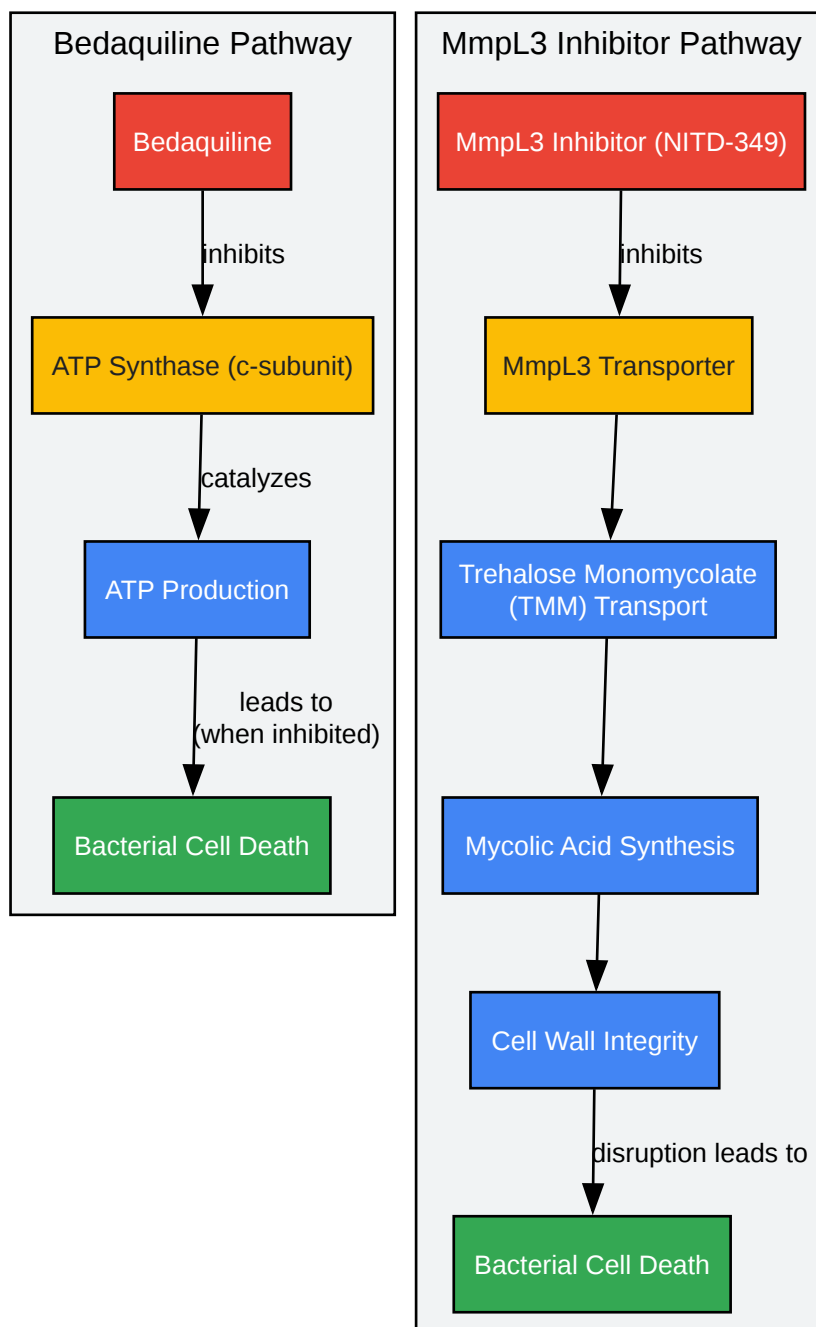 Bedaquiline Pathway
Bedaquiline
inhibits
ATP Synthase (c-subunit)
catalyzes
ATP Production
leads to
(when inhibited)
Bacterial Cell Death
MmpL3 Inhibitor Pathway
MmpL3 Inhibitor (NITD-349)
inhibits
MmpL3 Transporter
Trehalose Monomycolate
(TMM) Transport
Mycolic Acid Synthesis
Cell Wall Integrity
disruption leads to
Bacterial Cell Death